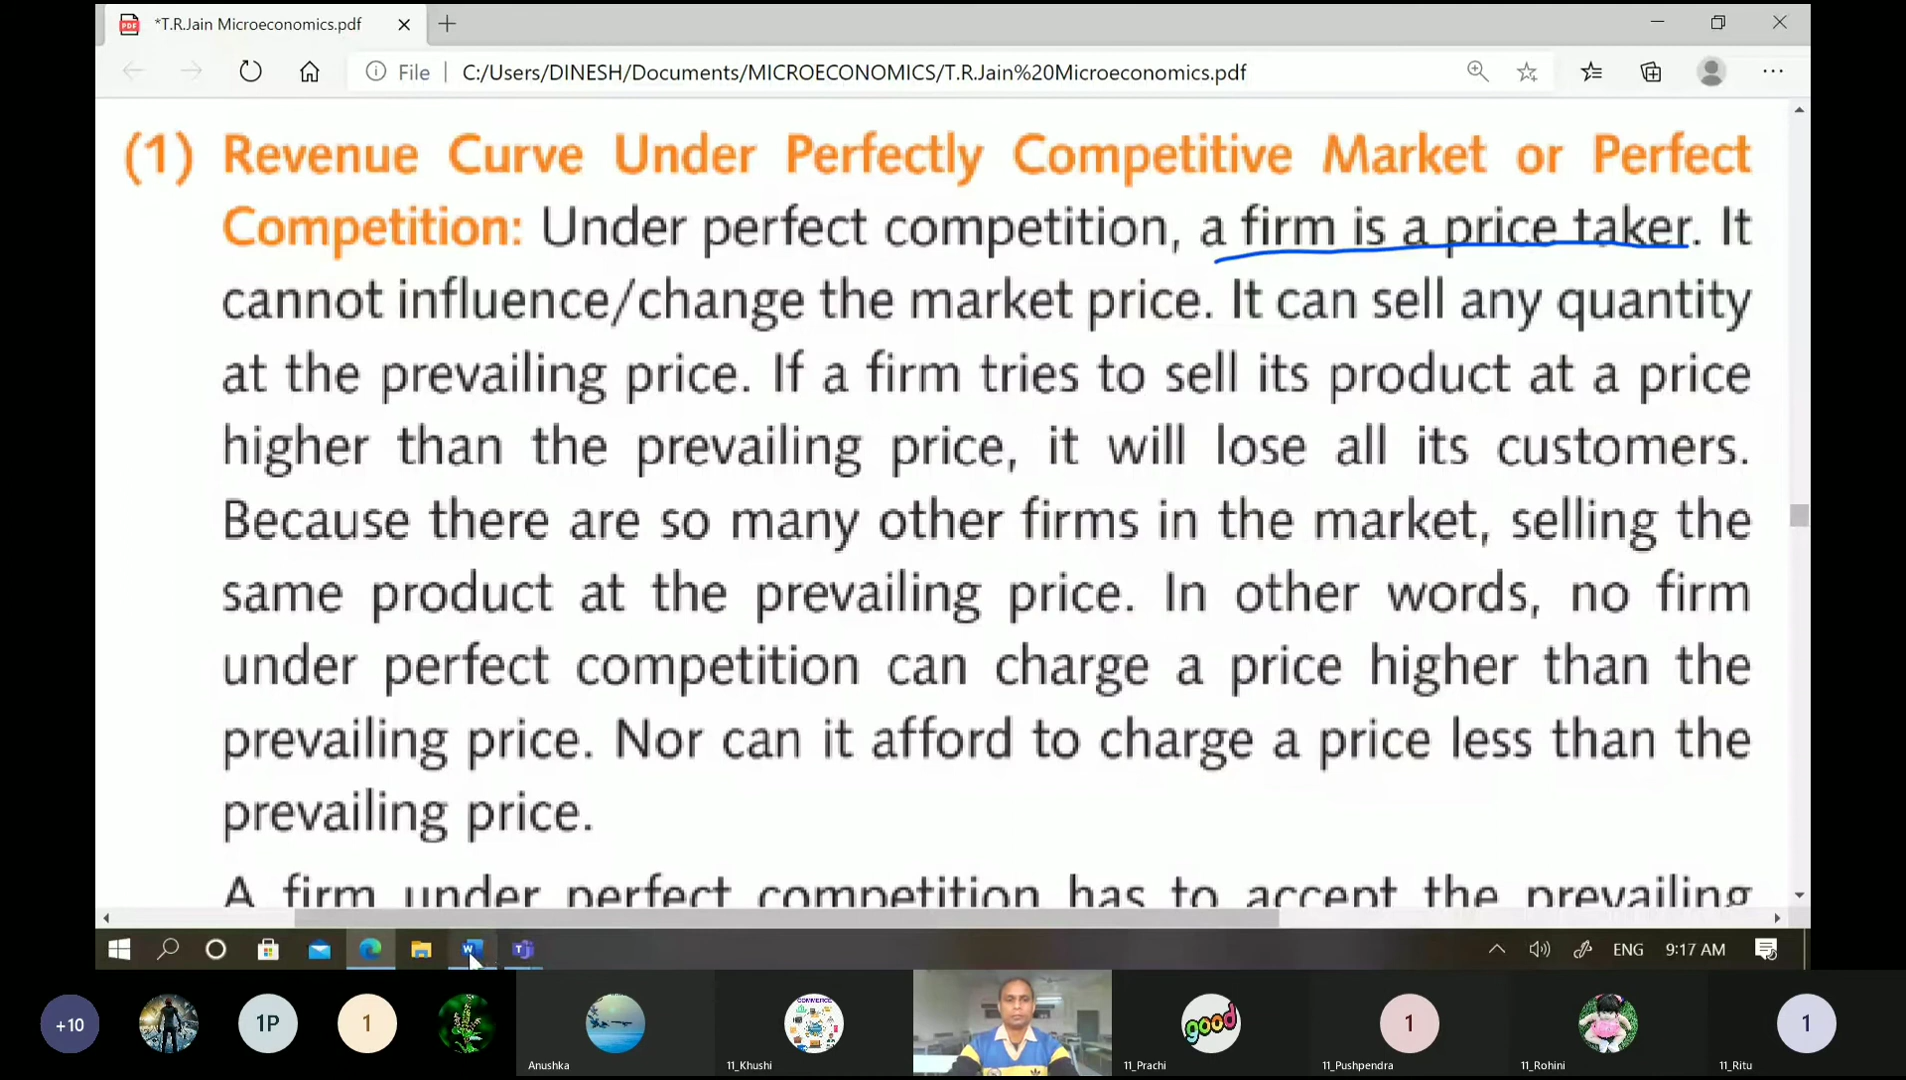 *T.R.Jain Microeconomics.pdf
File | C:/Users/DINESH/Documents/MICROECONOMICS/T.R.Jain%20Microeconomics.pdf
(1) Revenue Curve Under Perfectly Competitive Market or Perfect
Competition: Under perfect competition, a firm is a price taker. It
cannot influence/change the market price. It can sell any quantity
at the prevailing price. If a firm tries to sell its product at a price
higher than the prevailing price, it will lose all its customers.
Because there are so many other firms in the market, selling the
same product at the prevailing price. In other words, no firm
under perfect competition can charge a price higher than the
prevailing price. Nor can it afford to charge a price less than the
prevailing price.
A firm under perfect competition has to accept the prevailing
ENG 9:17 AM
+10 1P 1 COMMERCE good 1 1
Anushka 11_Khushi 11_Prachi 11_Pushpendra 11_Rohini 11_Ritu